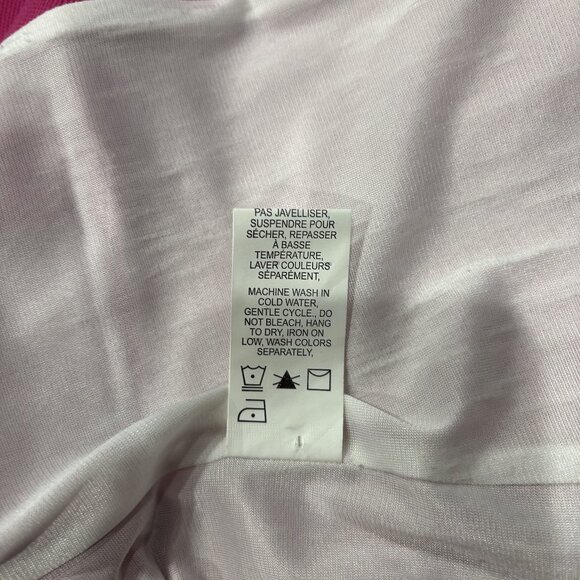 PAS JAVELLISER,
SUSPENDRE POUR
SÉCHER, REPASSER
À BASSE
TEMPÉRATURE,
LAVER COULEURS
SÉPARÉMENT,
MACHINE WASH IN
COLD WATER,
GENTLE CYCLE., DO
NOT BLEACH, HANG
TO DRY, IRON ON
LOW, WASH COLORS
SEPARATELY,